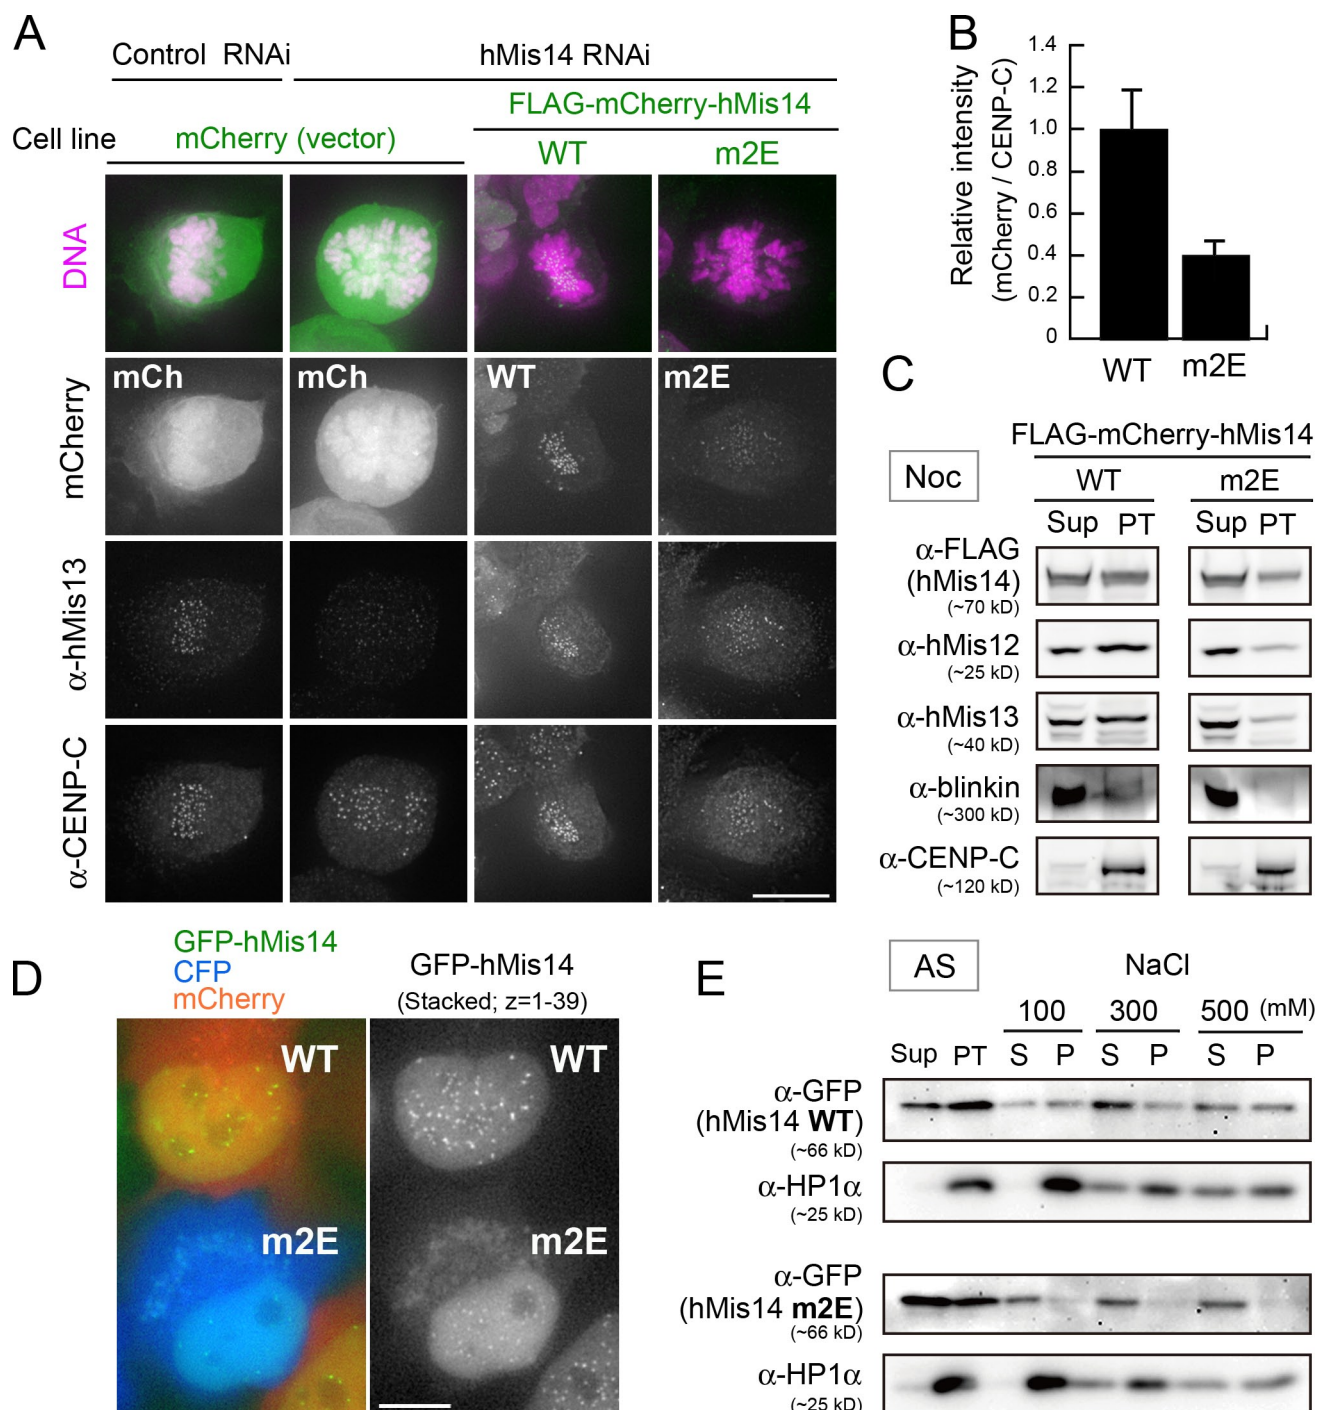 A
Control RNAi
hMis14 RNAi
FLAG-mCherry-hMis14
Cell line
mCherry (vector)
WT
m2E
DNA
mCherry
mCh
mCh
WT
m2E
α-hMis13
α-CENP-C
B
Relative intensity
(mCherry / CENP-C)
1.4
1.2
1.0
0.8
0.6
0.4
0.2
0
WT
m2E
C
FLAG-mCherry-hMis14
Noc
WT
m2E
Sup PT
Sup PT
α-FLAG
(hMis14)
(~70 kD)
α-hMis12
(~25 kD)
α-hMis13
(~40 kD)
α-blinkin
(~300 kD)
α-CENP-C
(~120 kD)
D
GFP-hMis14
CFP
mCherry
GFP-hMis14
(Stacked; z=1-39)
WT
WT
m2E
m2E
E
AS
NaCl
100 300 500 (mM)
Sup PT S P S P S P
α-GFP
(hMis14 WT)
(~66 kD)
α-HP1α
(~25 kD)
α-GFP
(hMis14 m2E)
(~66 kD)
α-HP1α
(~25 kD)